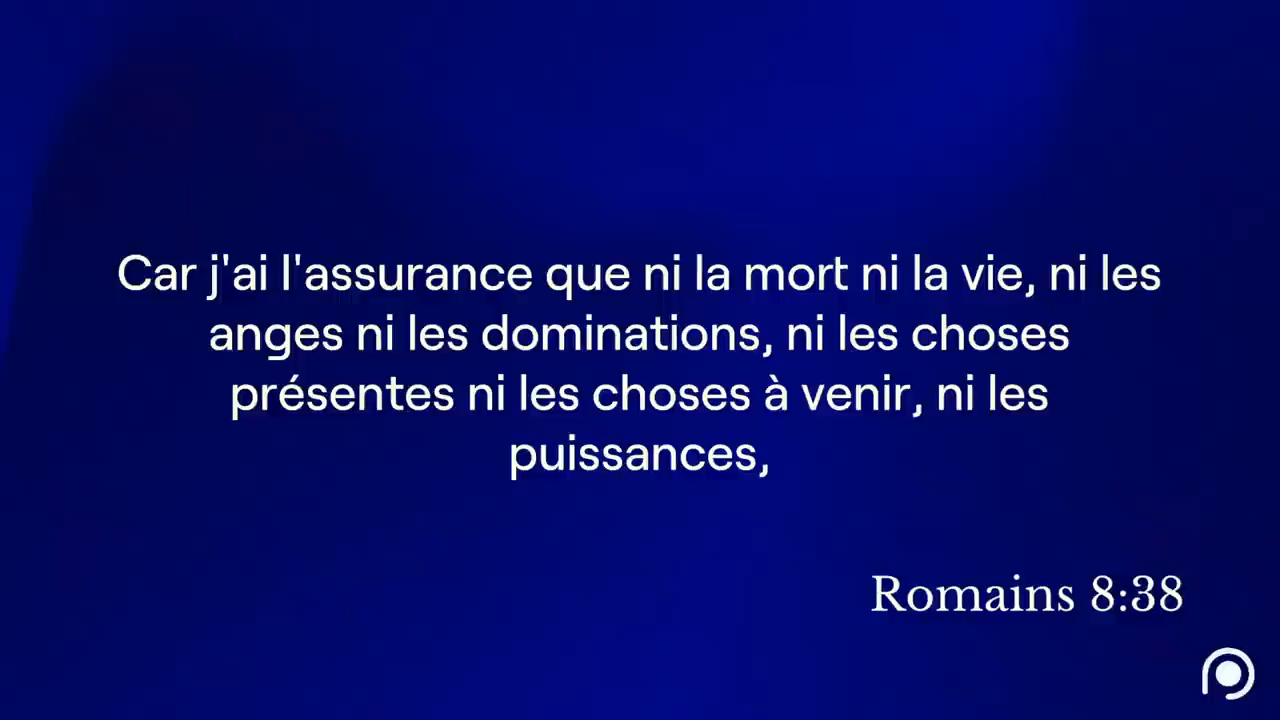 Car j'ai l'assurance que ni la mort ni la vie, ni les
anges ni les dominations, ni les choses
présentes ni les choses à venir, ni les
puissances,
Romains 8:38